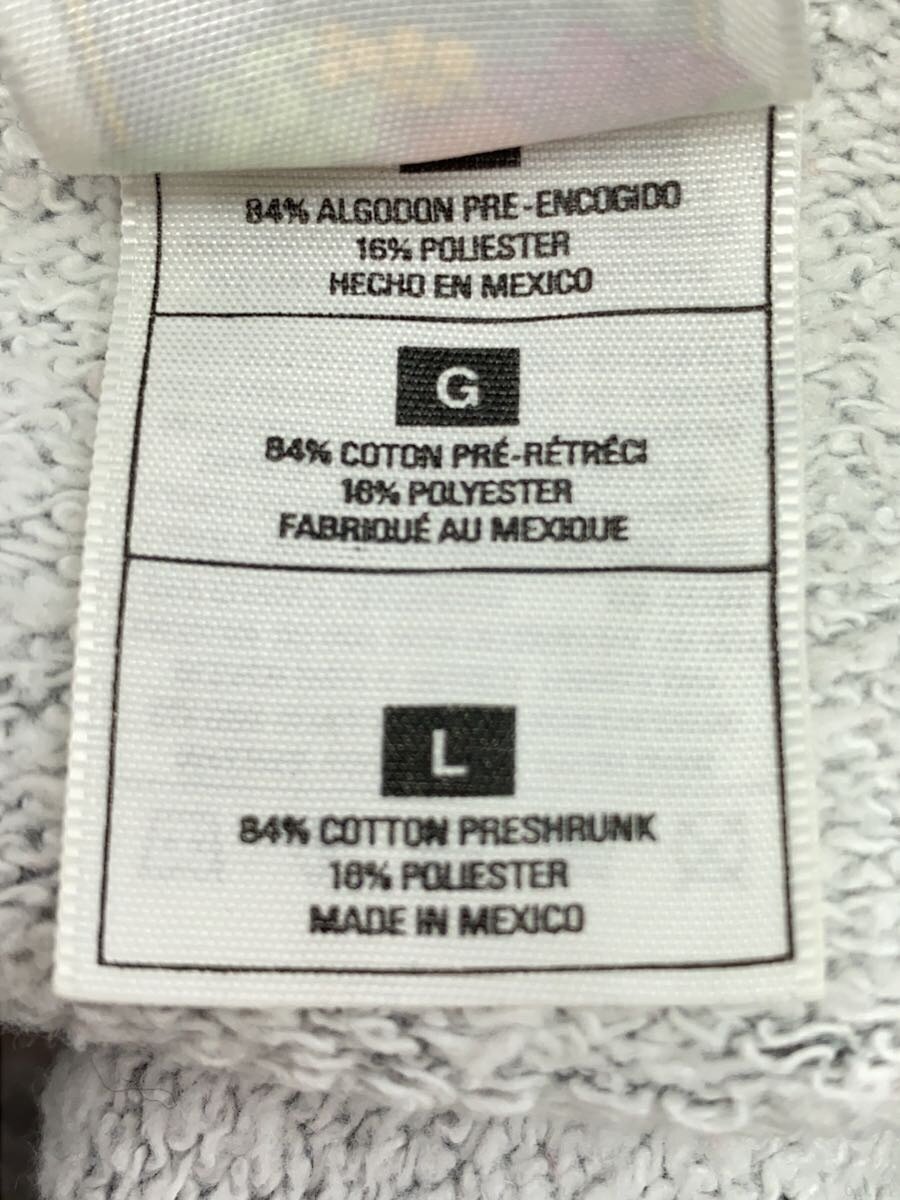 84% ALGODON PRE-ENCOGIDO
16% POLIESTER
HECHO EN MEXICO
G
84% COTON PRÉ-RÉTRÉCI
16% POLYESTER
FABRIQUÉ AU MEXIQUE
L
84% COTTON PRESHRUNK
16% POLIESTER
MADE IN MEXICO